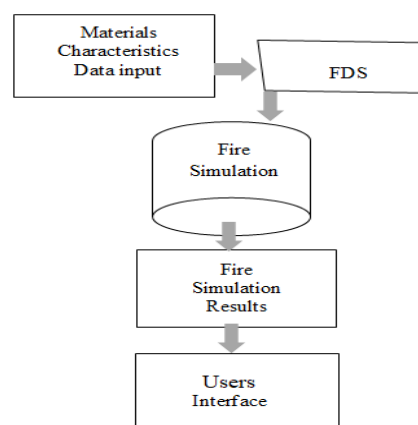 Materials
Characteristics
Data input
FDS
Fire
Simulation
Fire
Simulation
Results
Users
Interface